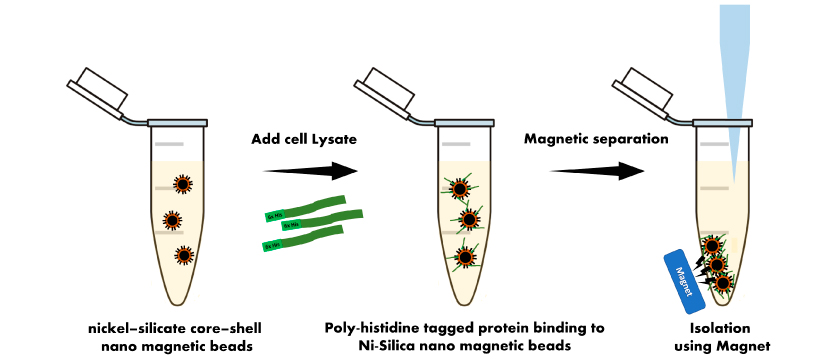 Add cell Lysate
Magnetic separation
6x His
6x His
6x His
Magnet
nickel–silicate core–shell
nano magnetic beads
Poly-histidine tagged protein binding to
Ni-Silica nano magnetic beads
Isolation
using Magnet